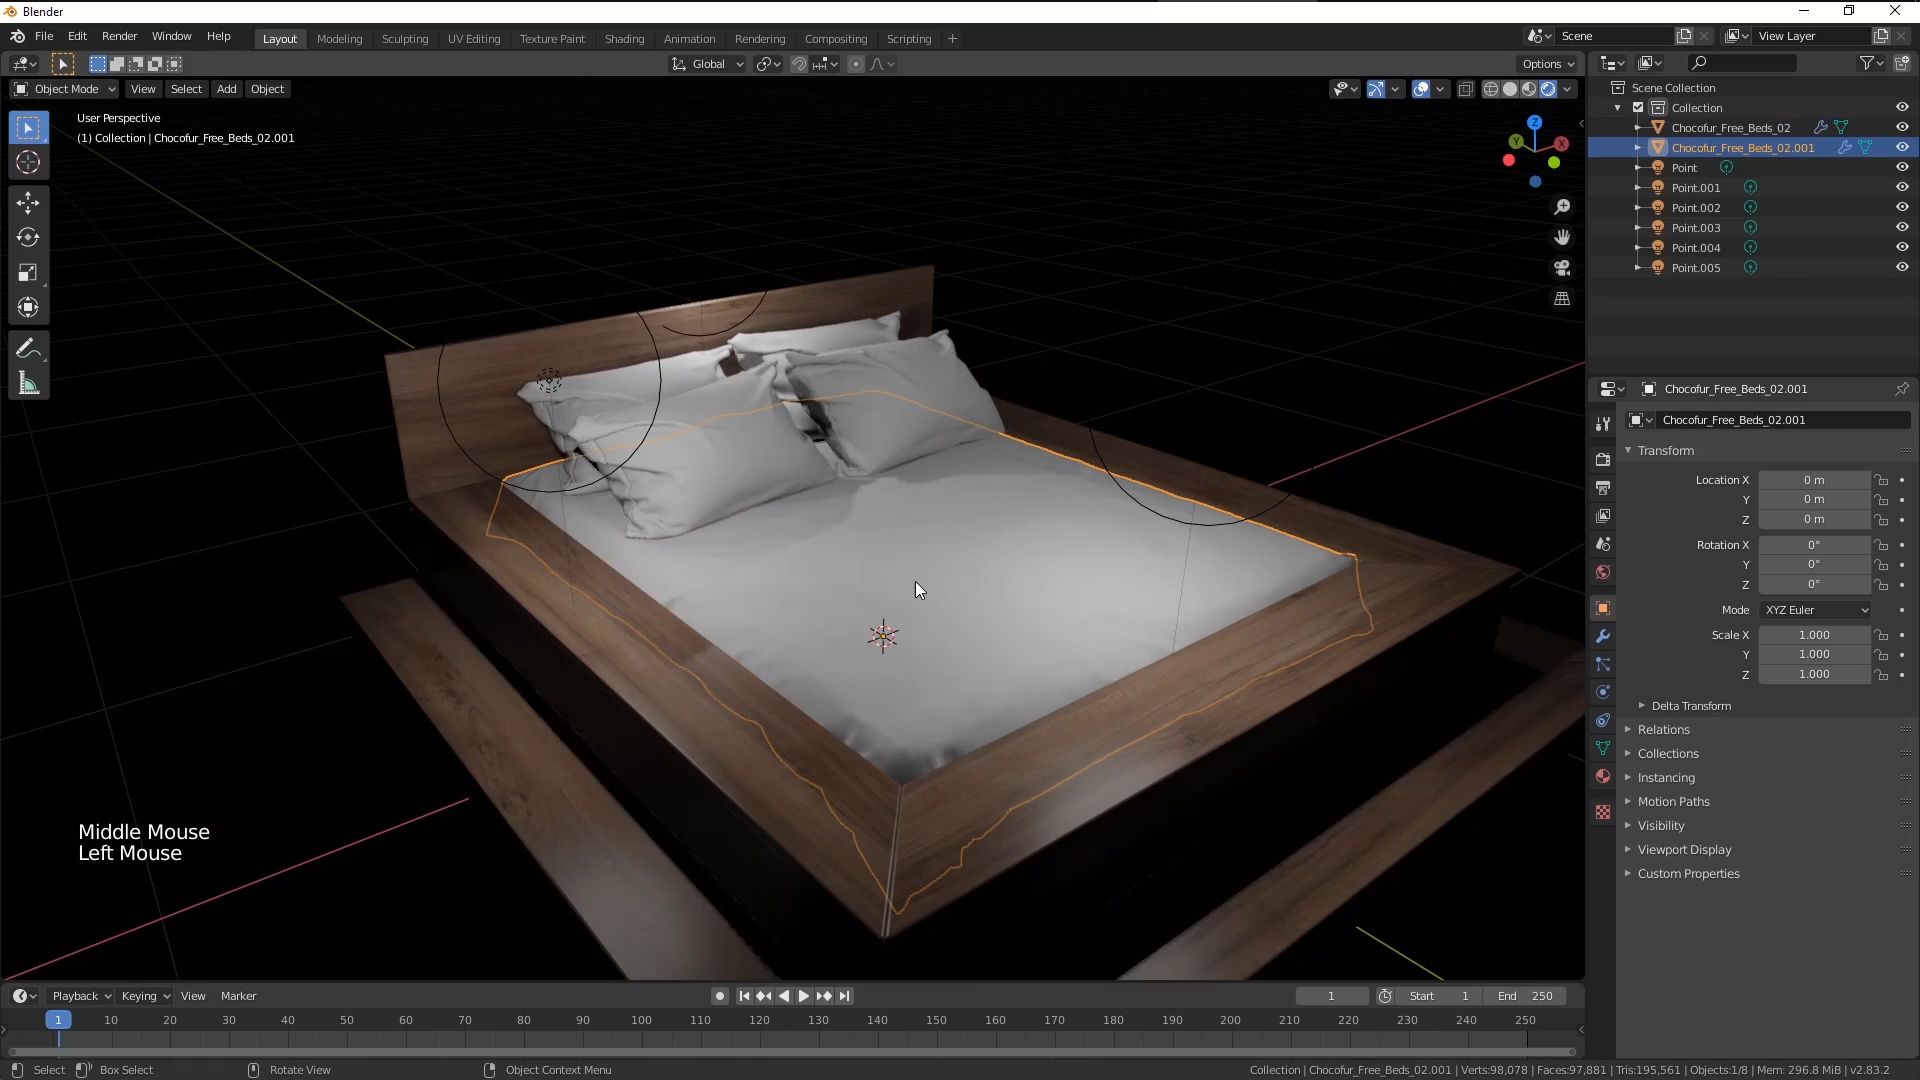 Blender
File Edit Render Window Help
Layout Modeling Sculpting UV Editing Texture Paint Shading Animation Rendering Compositing Scripting +
Scene
View Layer
Global
Options
Object Mode View Select Add Object
User Perspective
(1) Collection | Chocofur_Free_Beds_02.001
Z
Y
X
Middle Mouse
Left Mouse
Scene Collection
Collection
Chocofur_Free_Beds_02
Chocofur_Free_Beds_02.001
Point
Point.001
Point.002
Point.003
Point.004
Point.005
Chocofur_Free_Beds_02.001
Chocofur_Free_Beds_02.001
Transform
Location X 0 m
Y 0 m
Z 0 m
Rotation X 0°
Y 0°
Z 0°
Mode XYZ Euler
Scale X 1.000
Y 1.000
Z 1.000
Delta Transform
Relations
Collections
Instancing
Motion Paths
Visibility
Viewport Display
Custom Properties
Playback Keying View Marker
1
Start 1
End 250
1 10 20 30 40 50 60 70 80 90 100 110 120 130 140 150 160 170 180 190 200 210 220 230 240 250
Select
Box Select
Rotate View
Object Context Menu
Collection | Chocofur_Free_Beds_02.001 | Verts:98,078 | Faces:97,881 | Tris:195,561 | Objects:1/8 | Mem: 296.8 MiB | v2.83.2